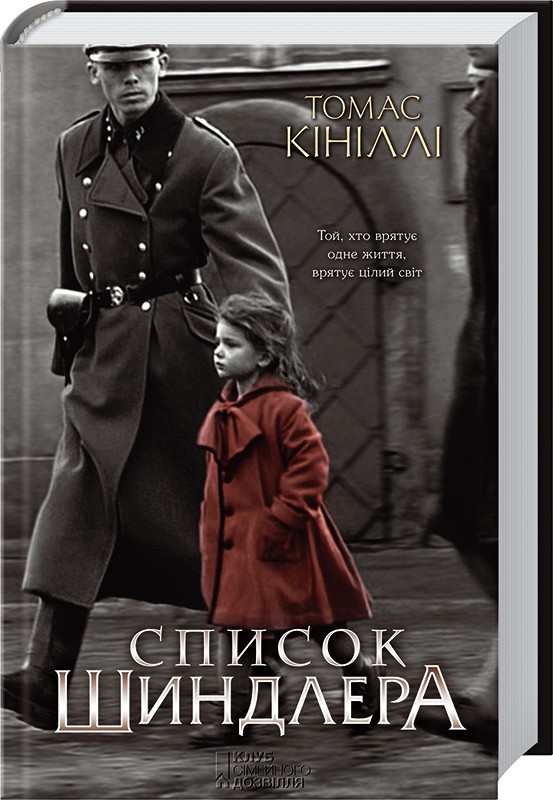 ТОМАС
КІНІЛЛІ
Той, хто врятує
одне життя,
врятує цілий світ
СПИСОК
ШИНДЛЕРА
КЛУБ
СІМЕЙНОГО
ДОЗВІЛЛЯ